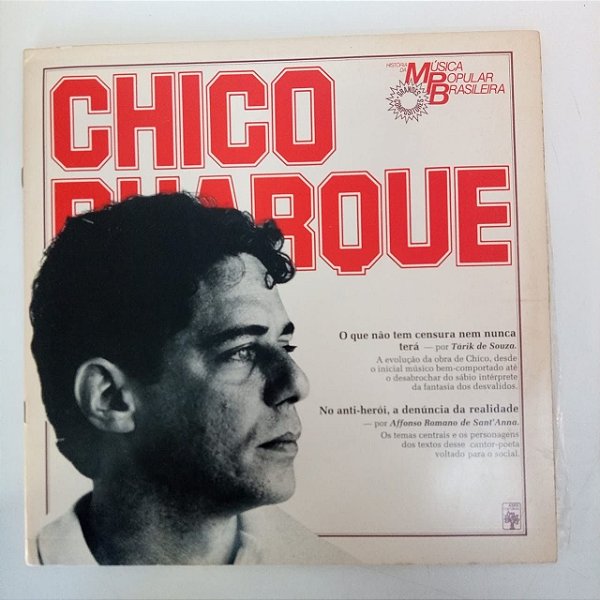 CHICO
BUARQUE
HISTÓRIA DA
MÚSICA
POPULAR
BRASILEIRA
GRANDES COMPOSITORES
O que não tem censura nem nunca
terá — por Tárik de Souza.
A evolução da obra de Chico, desde
o inicial músico bem-comportado até
o desabrochar do sábio intérprete
da fantasia dos desvalidos.
No anti-herói, a denúncia da realidade
— por Affonso Romano de Sant'Anna.
Os temas centrais e os personagens
dos textos desse cantor-poeta
voltado para o social.